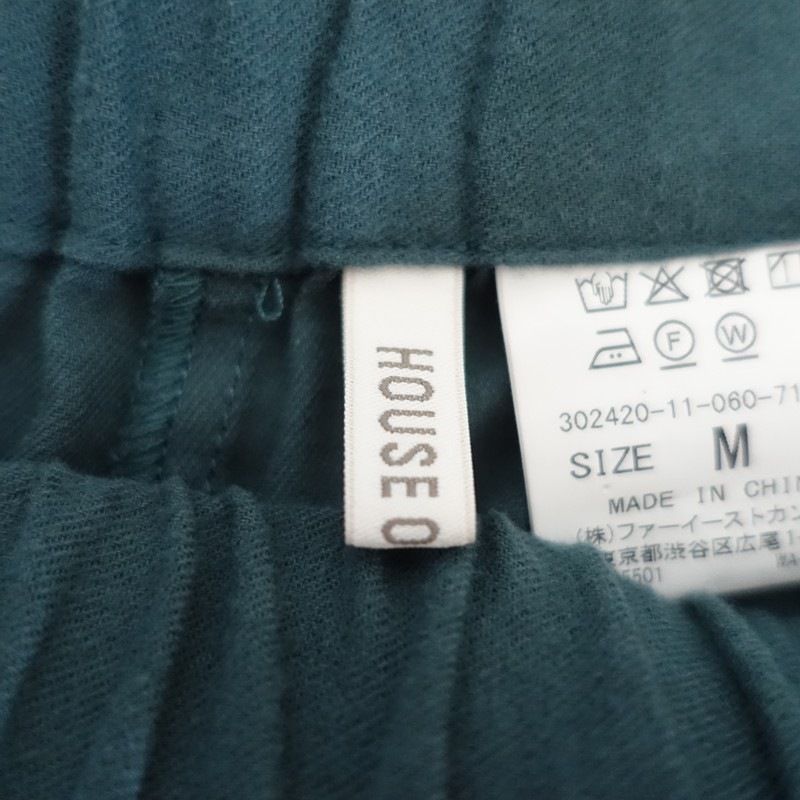 HOUSE O
F
W
302420-11-060-71
SIZE M
MADE IN CHIN
(株)ファーイーストカン
東京都渋谷区広尾1-
5501